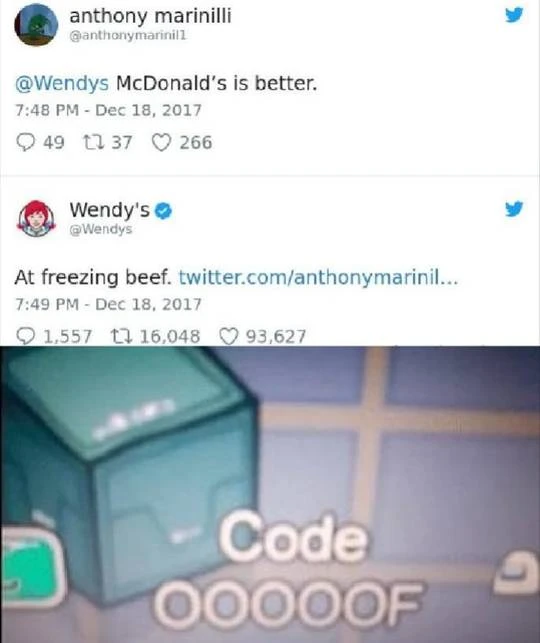 anthony marinilli
@anthonymarinil1
@Wendys McDonald's is better.
7:48 PM - Dec 18, 2017
49 37 266
Wendy's
@Wendys
At freezing beef. twitter.com/anthonymarinil...
7:49 PM - Dec 18, 2017
1,557 16,048 93,627
Code
OOOOOF